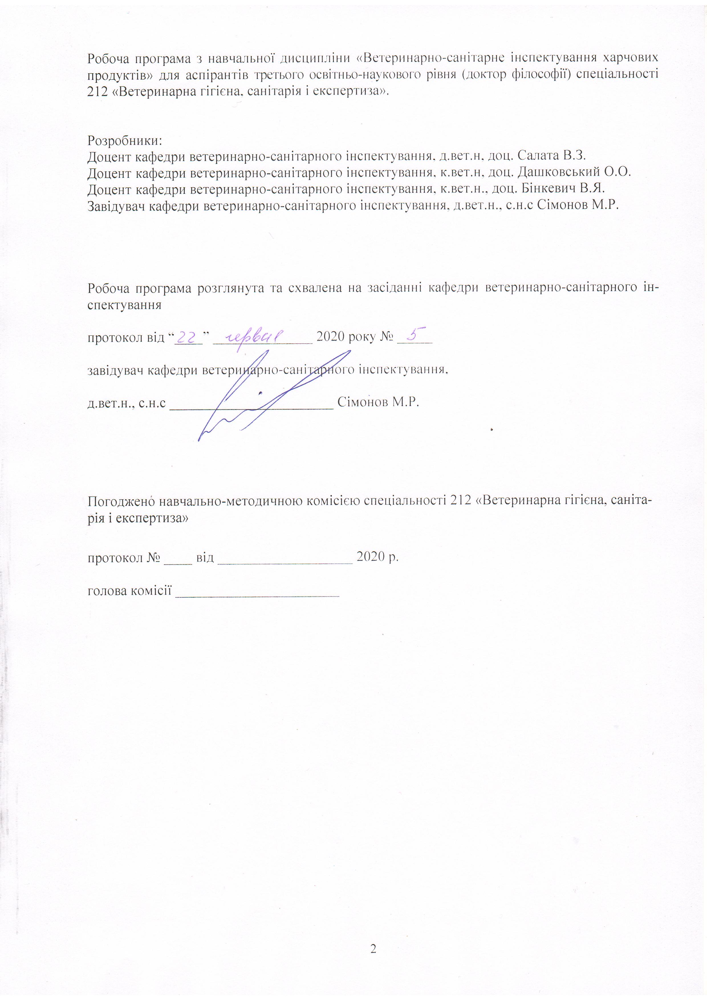 Робоча програма з навчальної дисципліни «Ветеринарно-санітарне інспектування харчових
продуктів» для аспірантів третього освітньо-наукового рівня (доктор філософії) спеціальності
212 «Ветеринарна гігієна, санітарія і експертиза».
Розробники:
Доцент кафедри ветеринарно-санітарного інспектування, д.вет.н, доц. Салата В.З.
Доцент кафедри ветеринарно-санітарного інспектування, к.вет.н, доц. Дашковський О.О.
Доцент кафедри ветеринарно-санітарного інспектування, к.вет.н., доц. Бінкевич В.Я.
Завідувач кафедри ветеринарно-санітарного інспектування, д.вет.н., с.н.с Сімонов М.Р.
Робоча програма розглянута та схвалена на засіданні кафедри ветеринарно-санітарного ін-
спектування
протокол від “22” червня 2020 року № 5
завідувач кафедри ветеринарно-санітарного інспектування,
д.вет.н., с.н.с ________________________ Сімонов М.Р.
Погоджено навчально-методичною комісією спеціальності 212 «Ветеринарна гігієна, саніта-
рія і експертиза»
протокол № ____ від ____________________ 2020 р.
голова комісії ________________________
2